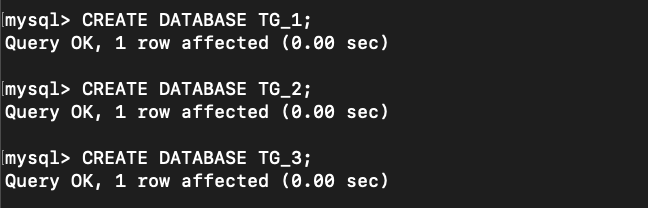 mysql> CREATE DATABASE TG_1;
Query OK, 1 row affected (0.00 sec)
mysql> CREATE DATABASE TG_2;
Query OK, 1 row affected (0.00 sec)
mysql> CREATE DATABASE TG_3;
Query OK, 1 row affected (0.00 sec)